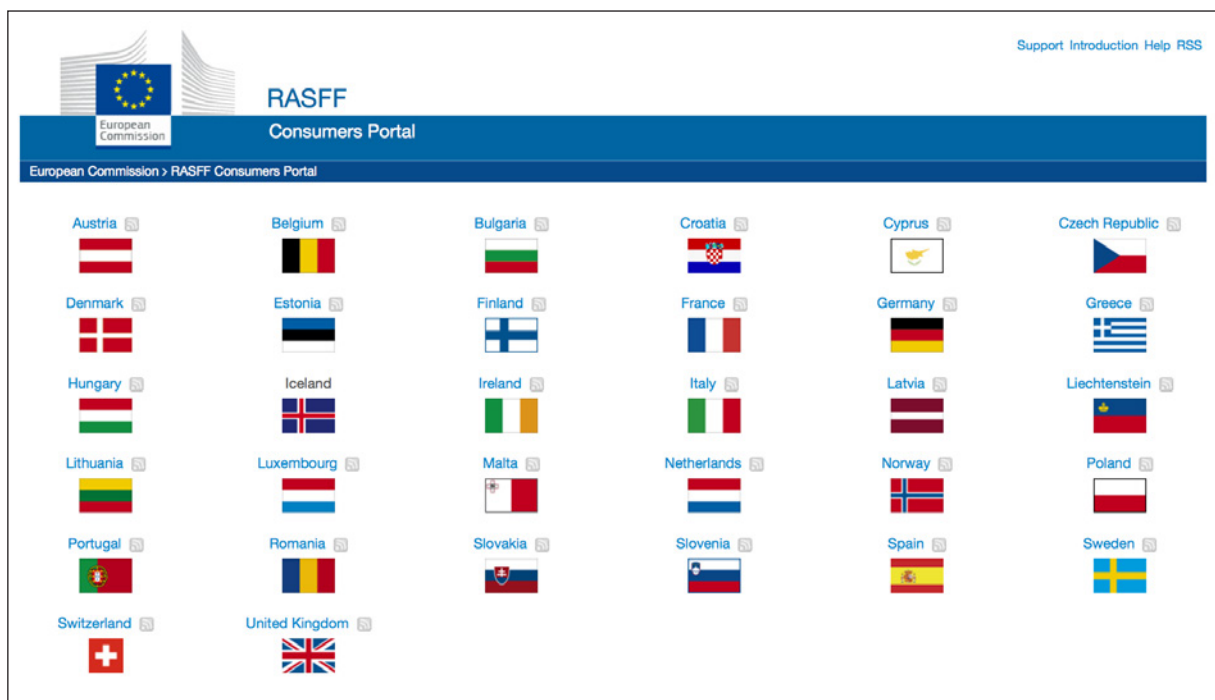 Support Introduction Help RSS
RASFF
European
Commission
Consumers Portal
European Commission > RASFF Consumers Portal
Austria Belgium Bulgaria Croatia Cyprus Czech Republic
Denmark Estonia Finland France Germany Greece
Hungary Iceland Ireland Italy Latvia Liechtenstein
Lithuania Luxembourg Malta Netherlands Norway Poland
Portugal Romania Slovakia Slovenia Spain Sweden
Switzerland United Kingdom